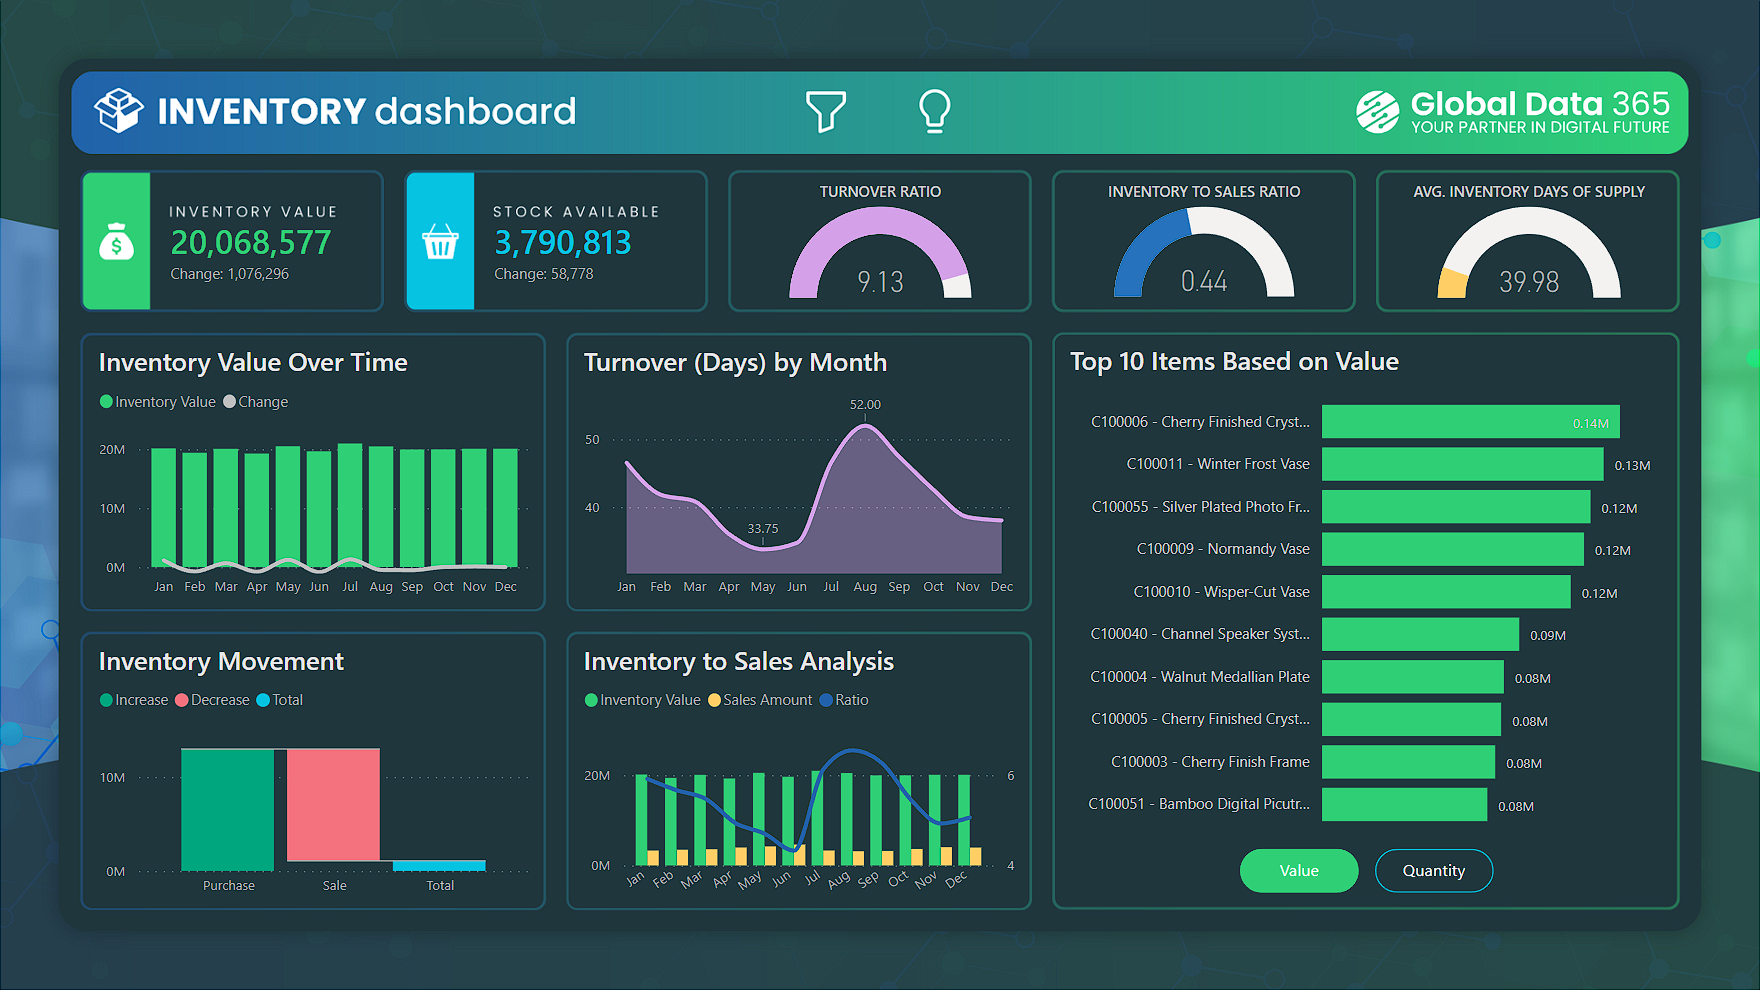 INVENTORY dashboard
Global Data 365
YOUR PARTNER IN DIGITAL FUTURE
INVENTORY VALUE
20,068,577
Change: 1,076,296
STOCK AVAILABLE
3,790,813
Change: 58,778
TURNOVER RATIO
9.13
INVENTORY TO SALES RATIO
0.44
AVG. INVENTORY DAYS OF SUPPLY
39.98
Inventory Value Over Time
Inventory Value Change
20M
10M
0M
Jan Feb Mar Apr May Jun Jul Aug Sep Oct Nov Dec
Turnover (Days) by Month
52.00
50
40
33.75
Jan Feb Mar Apr May Jun Jul Aug Sep Oct Nov Dec
Top 10 Items Based on Value
C100006 - Cherry Finished Cryst... 0.14M
C100011 - Winter Frost Vase 0.13M
C100055 - Silver Plated Photo Fr... 0.12M
C100009 - Normandy Vase 0.12M
C100010 - Wisper-Cut Vase 0.12M
C100040 - Channel Speaker Syst... 0.09M
C100004 - Walnut Medallian Plate 0.08M
C100005 - Cherry Finished Cryst... 0.08M
C100003 - Cherry Finish Frame 0.08M
C100051 - Bamboo Digital Picutr... 0.08M
Value Quantity
Inventory Movement
Increase Decrease Total
10M
0M
Purchase Sale Total
Inventory to Sales Analysis
Inventory Value Sales Amount Ratio
20M 6
0M 4
Jan Feb Mar Apr May Jun Jul Aug Sep Oct Nov Dec